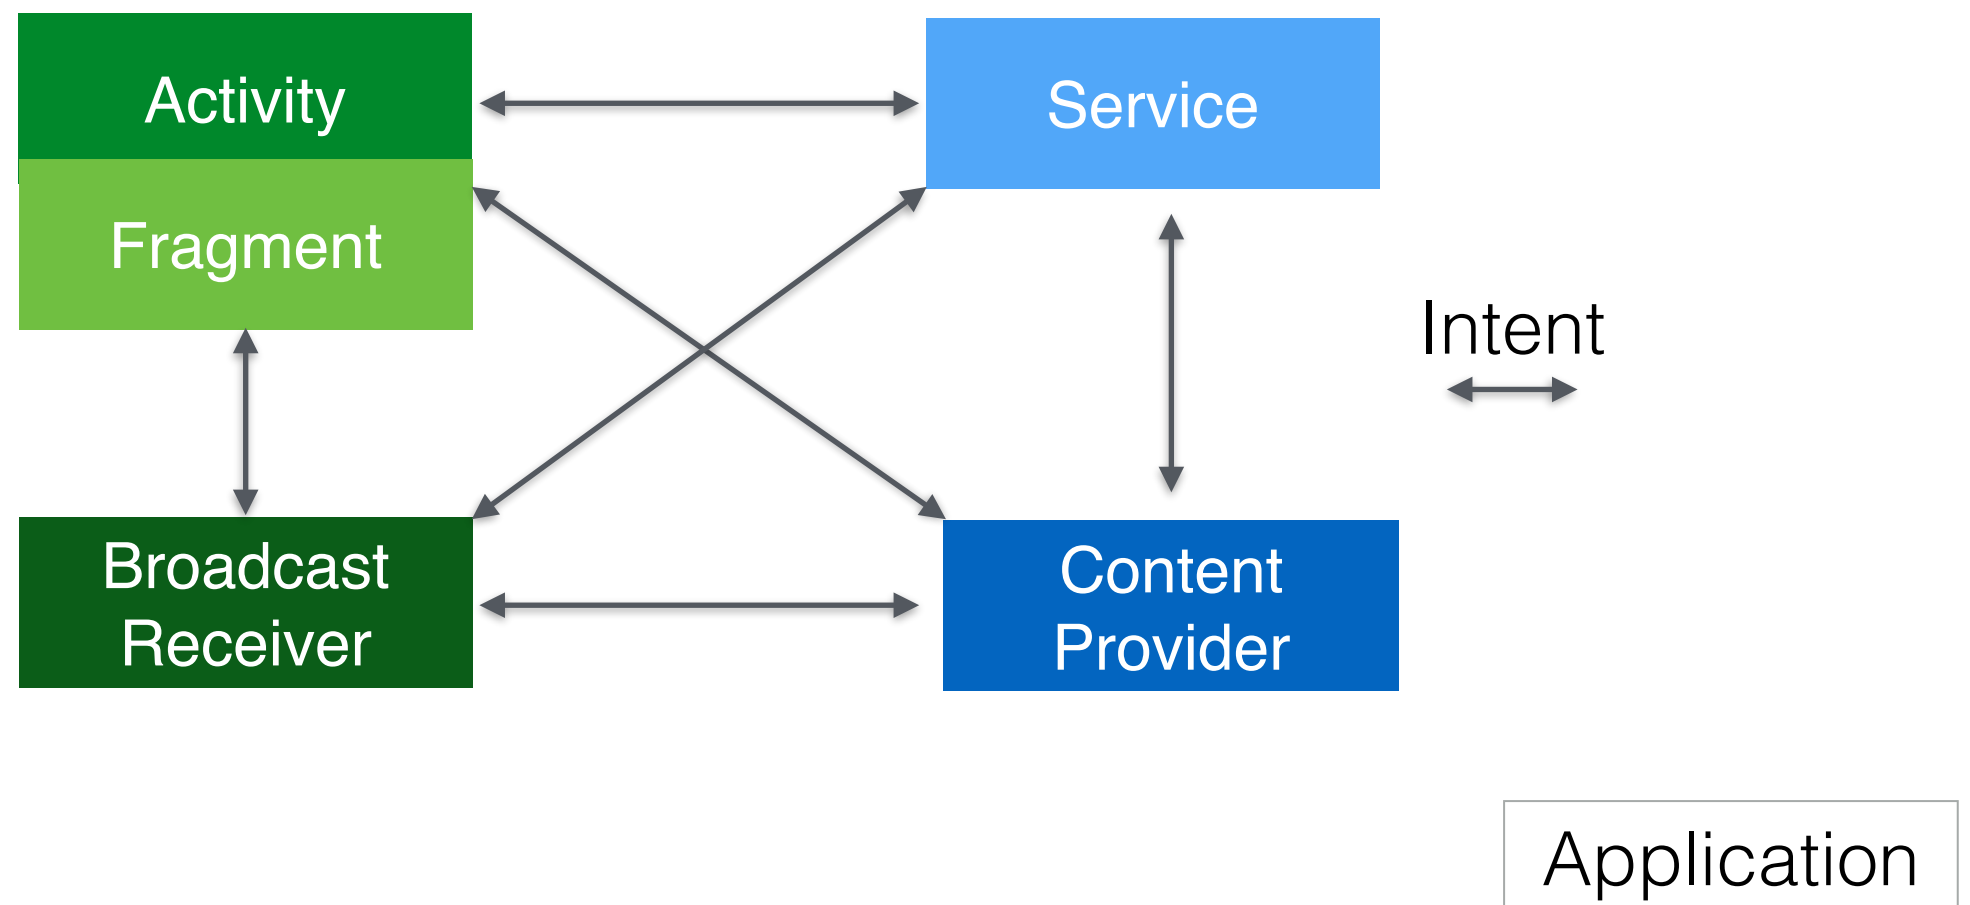 Activity
Service
Fragment
Intent
Broadcast
Receiver
Content
Provider
Application